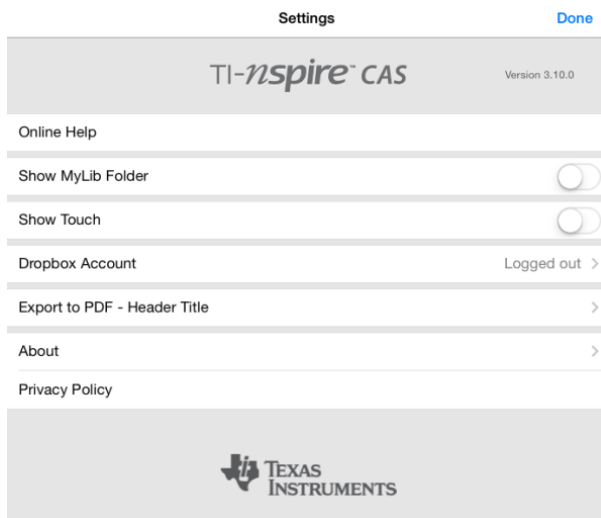 Settings
Done
TI-nspire™ CAS
Version 3.10.0
Online Help
Show MyLib Folder
Show Touch
Dropbox Account
Logged out
Export to PDF - Header Title
About
Privacy Policy
TEXAS
INSTRUMENTS